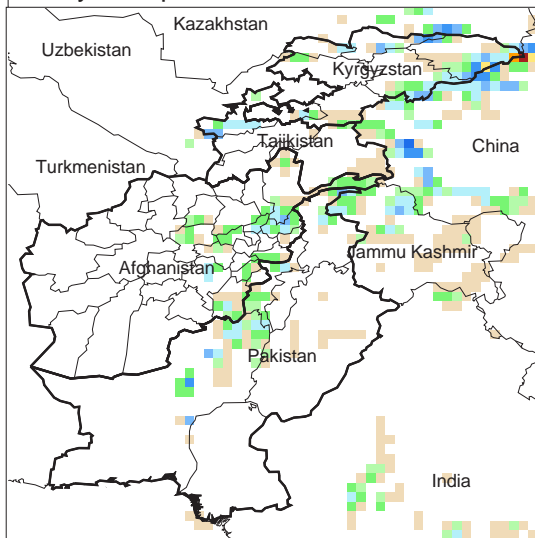 Kazakhstan
Uzbekistan
Kyrgyzstan
Tajikistan
China
Turkmenistan
Jammu Kashmir
Afghanistan
Pakistan
India